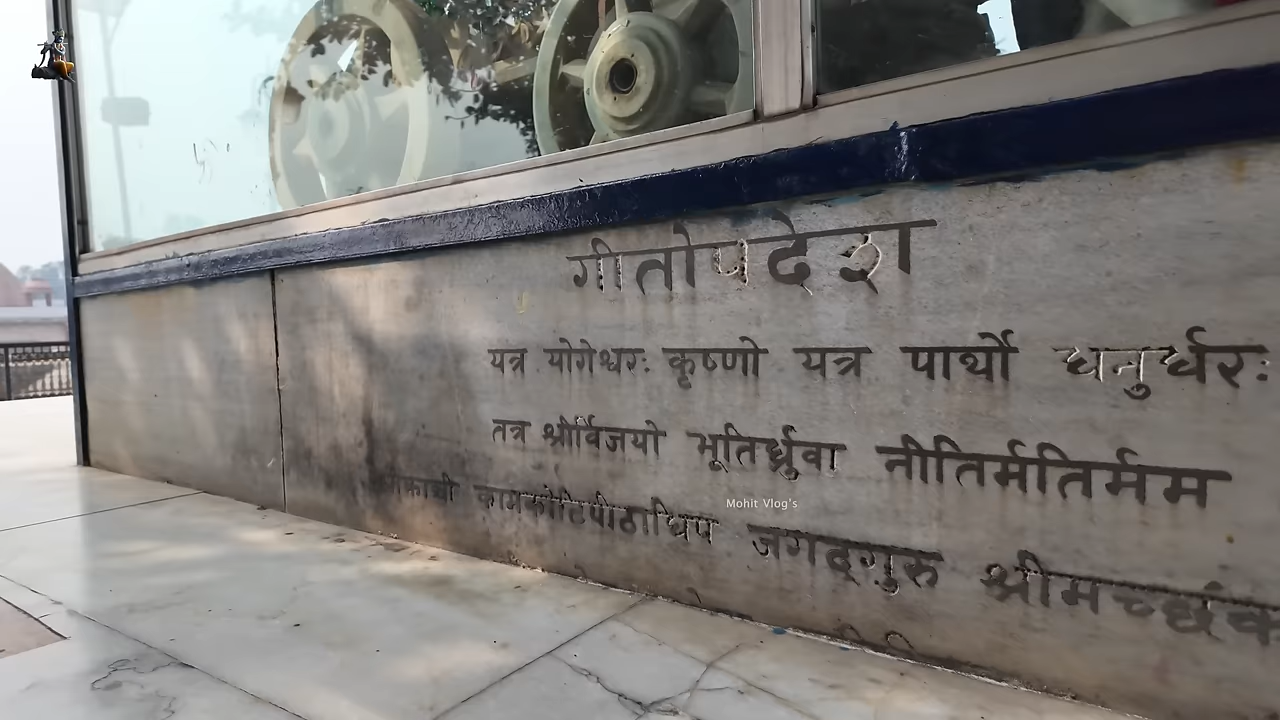 गीतोपदेश
यत्र योगेश्वरः कृष्णो यत्र पार्थो धनुर्धरः
तत्र श्रीर्विजयो भूतिर्ध्रुवा नीतिर्मतिर्मम
कामकोटिपीठाधिप जगद्गुरु
Mohit Vlog's